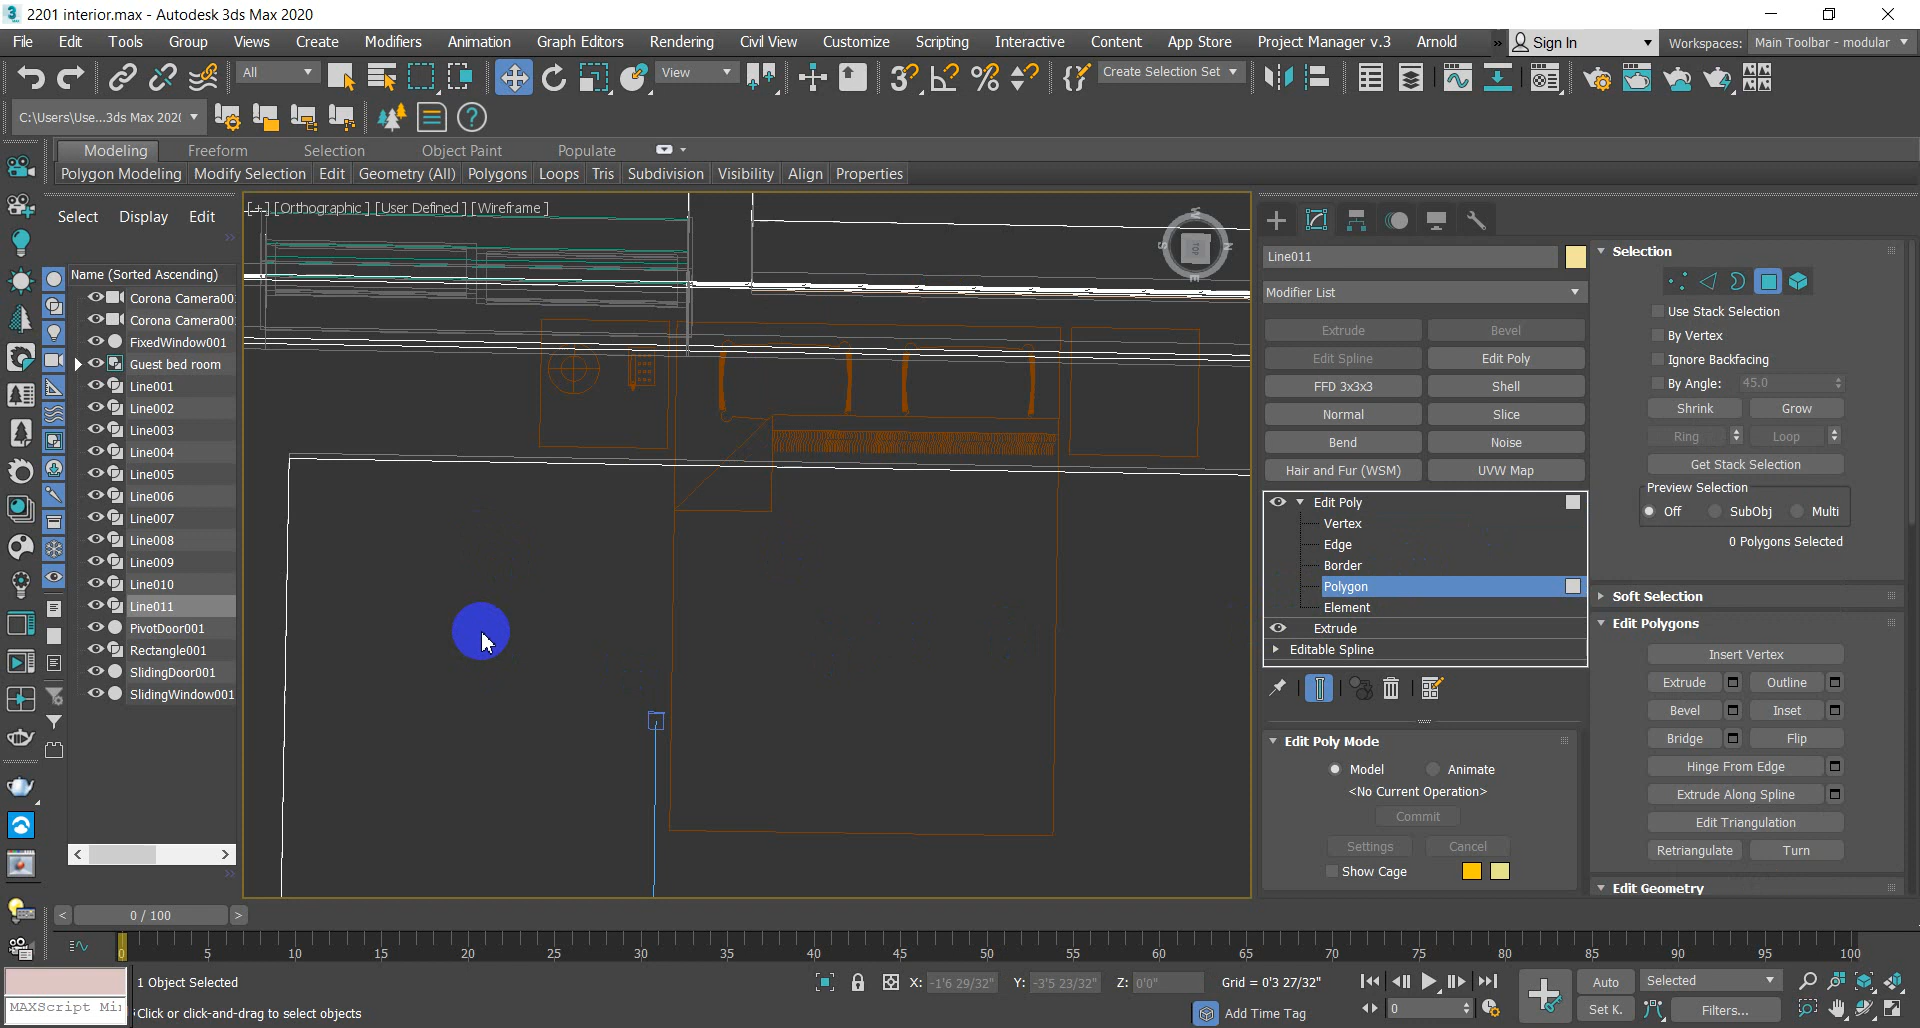 2201 interior.max - Autodesk 3ds Max 2020
File Edit Tools Group Views Create Modifiers Animation Graph Editors Rendering Civil View Customize Scripting Interactive Content App Store Project Manager v.3 Arnold » Sign In Workspaces: Main Toolbar - modular
All View Create Selection Set
C:\Users\Use...3ds Max 202(
Modeling Freeform Selection Object Paint Populate
Polygon Modeling Modify Selection Edit Geometry (All) Polygons Loops Tris Subdivision Visibility Align Properties
Select Display Edit
[+] [Orthographic ] [User Defined ] [Wireframe ]
Name (Sorted Ascending)
Corona Camera00
Corona Camera00
FixedWindow001
Guest bed room
Line001
Line002
Line003
Line004
Line005
Line006
Line007
Line008
Line009
Line010
Line011
PivotDoor001
Rectangle001
SlidingDoor001
SlidingWindow001
W
S N
TOP
E
Line011
Modifier List
Extrude Bevel
Edit Spline Edit Poly
FFD 3x3x3 Shell
Normal Slice
Bend Noise
Hair and Fur (WSM) UVW Map
Edit Poly
Vertex
Edge
Border
Polygon
Element
Extrude
Editable Spline
Edit Poly Mode
Model Animate
<No Current Operation>
Commit
Settings Cancel
Show Cage
Selection
Use Stack Selection
By Vertex
Ignore Backfacing
By Angle: 45.0
Shrink Grow
Ring Loop
Get Stack Selection
Preview Selection
Off SubObj Multi
0 Polygons Selected
Soft Selection
Edit Polygons
Insert Vertex
Extrude Outline
Bevel Inset
Bridge Flip
Hinge From Edge
Extrude Along Spline
Edit Triangulation
Retriangulate Turn
Edit Geometry
< 0 / 100 >
0 5 10 15 20 25 30 35 40 45 50 55 60 65 70 75 80 85 90 95 100
1 Object Selected
X: -1'6 29/32" Y: -3'5 23/32" Z: 0'0" Grid = 0'3 27/32"
Auto Selected
MAXScript Mi
Click or click-and-drag to select objects
Add Time Tag
0
Set K. Filters...